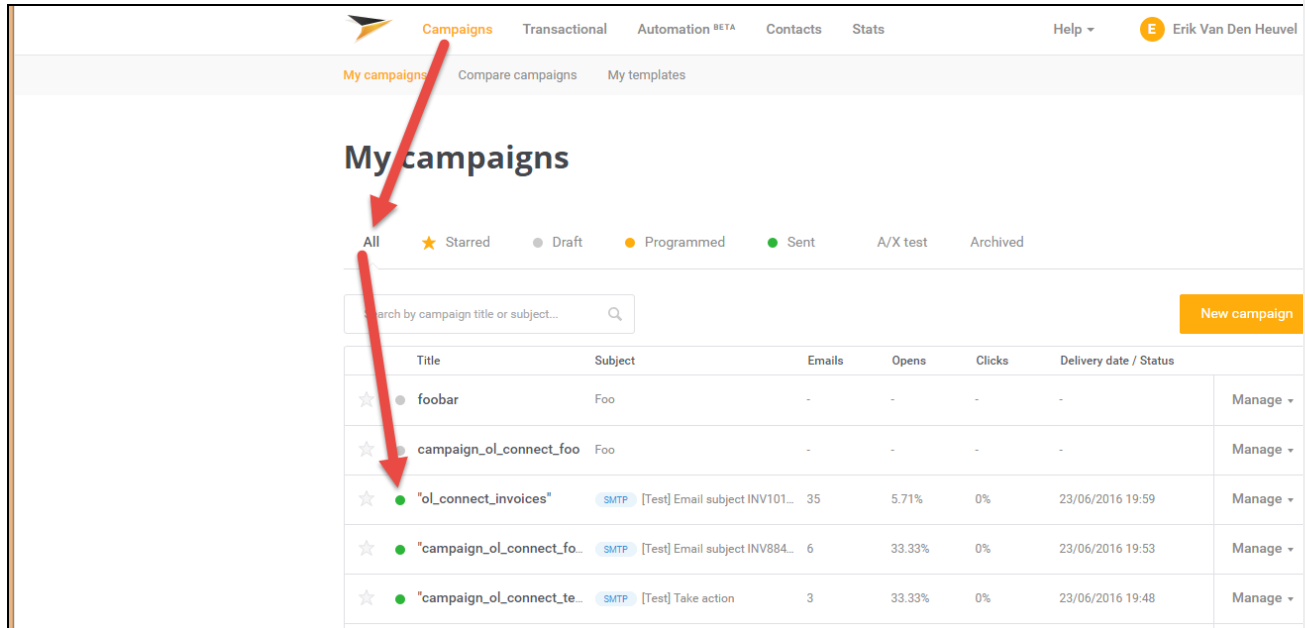 Campaigns Transactional Automation BETA Contacts Stats Help E Erik Van Den Heuvel
My campaigns Compare campaigns My templates
My campaigns
All Starred Draft Programmed Sent A/X test Archived
Search by campaign title or subject... New campaign
Title Subject Emails Opens Clicks Delivery date / Status
foobar Foo - - - - Manage
campaign_ol_connect_foo Foo - - - - Manage
"ol_connect_invoices" SMTP [Test] Email subject INV101... 35 5.71% 0% 23/06/2016 19:59 Manage
"campaign_ol_connect_fo... SMTP [Test] Email subject INV884... 6 33.33% 0% 23/06/2016 19:53 Manage
"campaign_ol_connect_te... SMTP [Test] Take action 3 33.33% 0% 23/06/2016 19:48 Manage